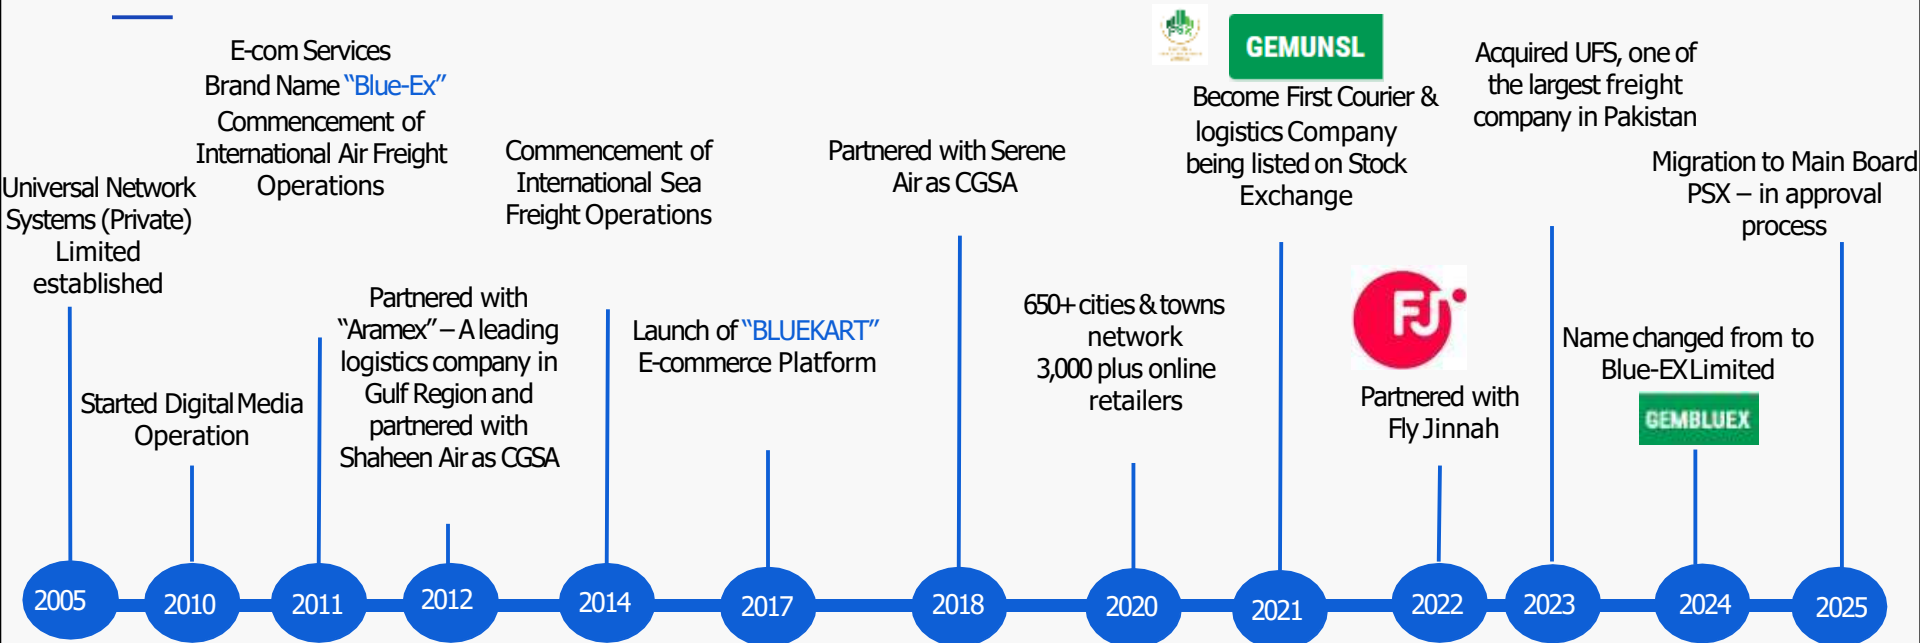 Universal Network
Systems (Private)
Limited
established
2005
Started Digital Media
Operation
2010
E-com Services
Brand Name “Blue-Ex”
Commencement of
International Air Freight
Operations
2011
Partnered with
“Aramex” – A leading
logistics company in
Gulf Region and
partnered with
Shaheen Air as CGSA
2012
Commencement of
International Sea
Freight Operations
2014
Launch of “BLUEKART”
E-commerce Platform
2017
Partnered with Serene
Air as CGSA
2018
650+ cities & towns
network
3,000 plus online
retailers
2020
GEMUNSL
Become First Courier &
logistics Company
being listed on Stock
Exchange
2021
FJ
Partnered with
Fly Jinnah
2022
Acquired UFS, one of
the largest freight
company in Pakistan
2023
Name changed from to
Blue-EX Limited
GEMBLUEX
2024
Migration to Main Board
PSX – in approval
process
2025